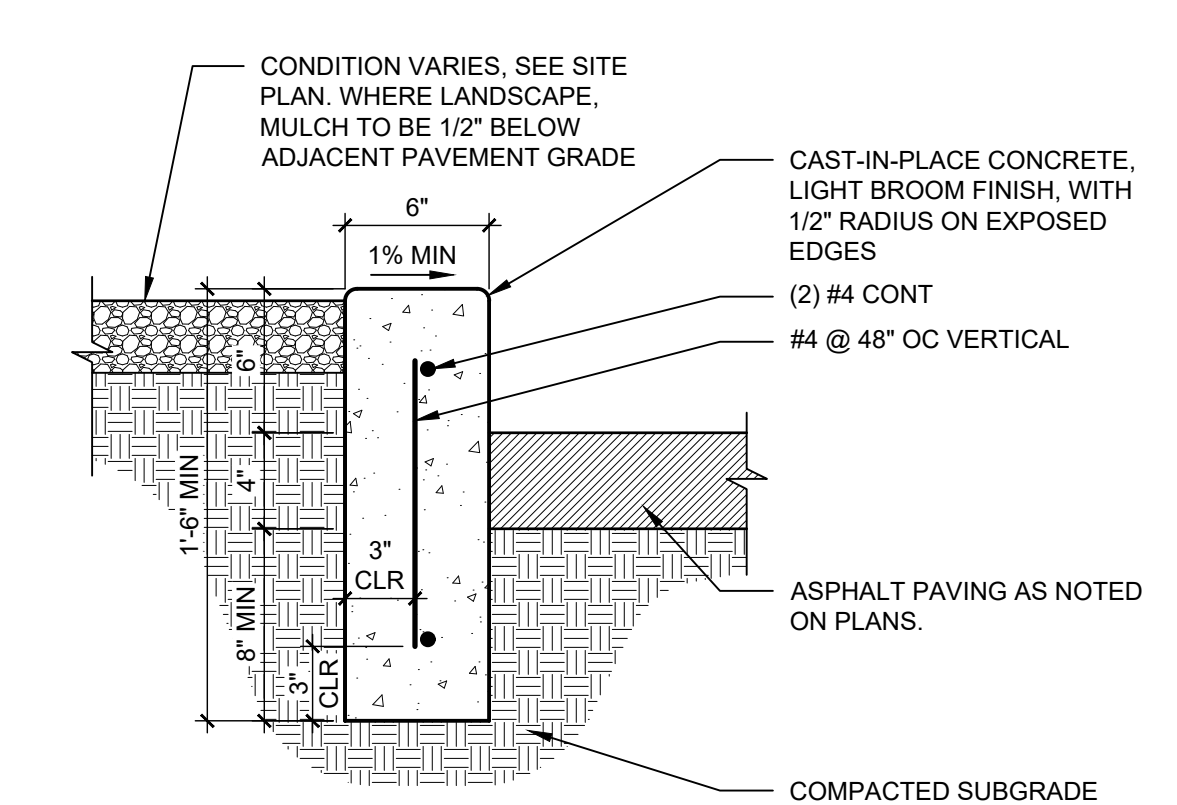 CONDITION VARIES, SEE SITE
PLAN. WHERE LANDSCAPE,
MULCH TO BE 1/2" BELOW
ADJACENT PAVEMENT GRADE
CAST-IN-PLACE CONCRETE,
LIGHT BROOM FINISH, WITH
1/2" RADIUS ON EXPOSED
EDGES
6"
1% MIN
(2) #4 CONT
#4 @ 48" OC VERTICAL
6"
4"
1'-6" MIN
3"
CLR
8" MIN
3"
CLR
ASPHALT PAVING AS NOTED
ON PLANS.
COMPACTED SUBGRADE